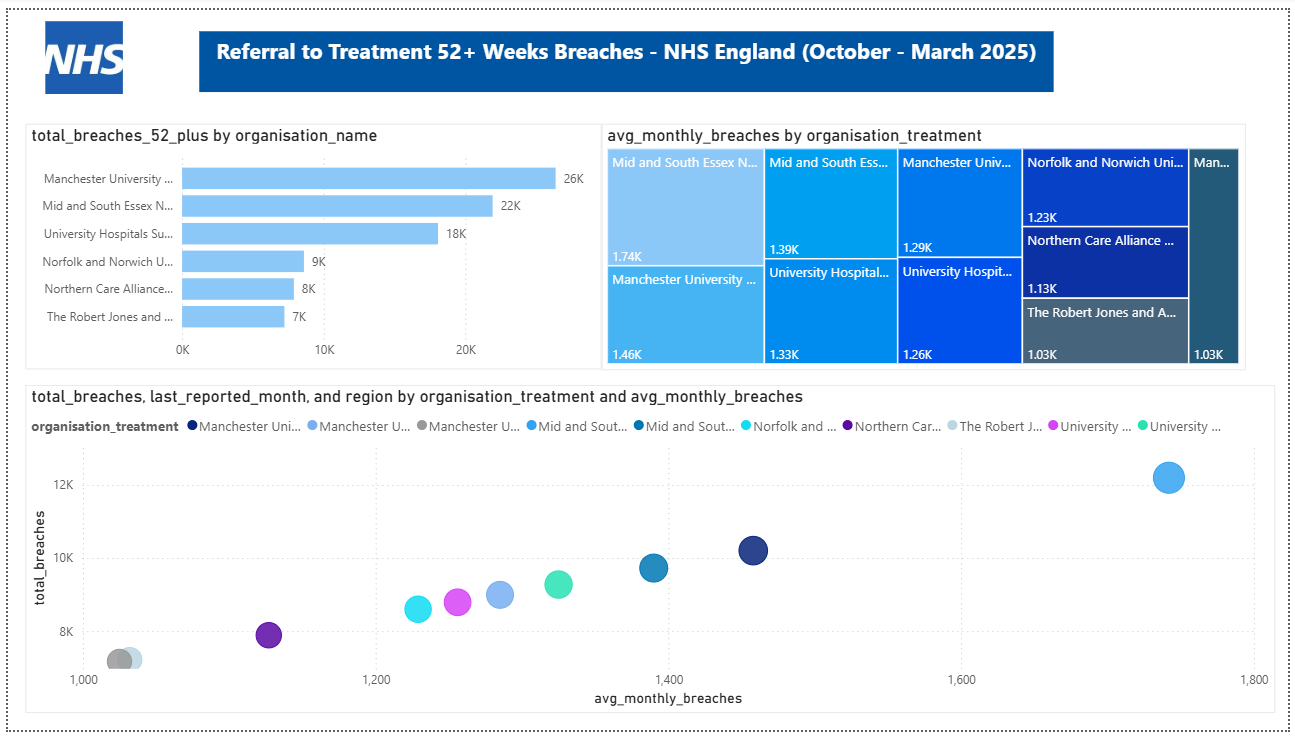 NHS
Referral to Treatment 52+ Weeks Breaches - NHS England (October - March 2025)
total_breaches_52_plus by organisation_name
Manchester University ...
26K
Mid and South Essex N...
22K
University Hospitals Su...
18K
Norfolk and Norwich U...
9K
Northern Care Alliance...
8K
The Robert Jones and ...
7K
0K
10K
20K
avg_monthly_breaches by organisation_treatment
Mid and South Essex N...
1.74K
Manchester University ...
1.46K
Mid and South Ess...
1.39K
University Hospital...
1.33K
Manchester Univ...
1.29K
University Hospit...
1.26K
Norfolk and Norwich Uni...
1.23K
Northern Care Alliance ...
1.13K
The Robert Jones and A...
1.03K
Man...
1.03K
total_breaches, last_reported_month, and region by organisation_treatment and avg_monthly_breaches
organisation_treatment Manchester Uni... Manchester U... Manchester U... Mid and Sout... Mid and Sout... Norfolk and ... Northern Car... The Robert J... University ... University ...
total_breaches
12K
10K
8K
1,000
1,200
1,400
1,600
1,800
avg_monthly_breaches